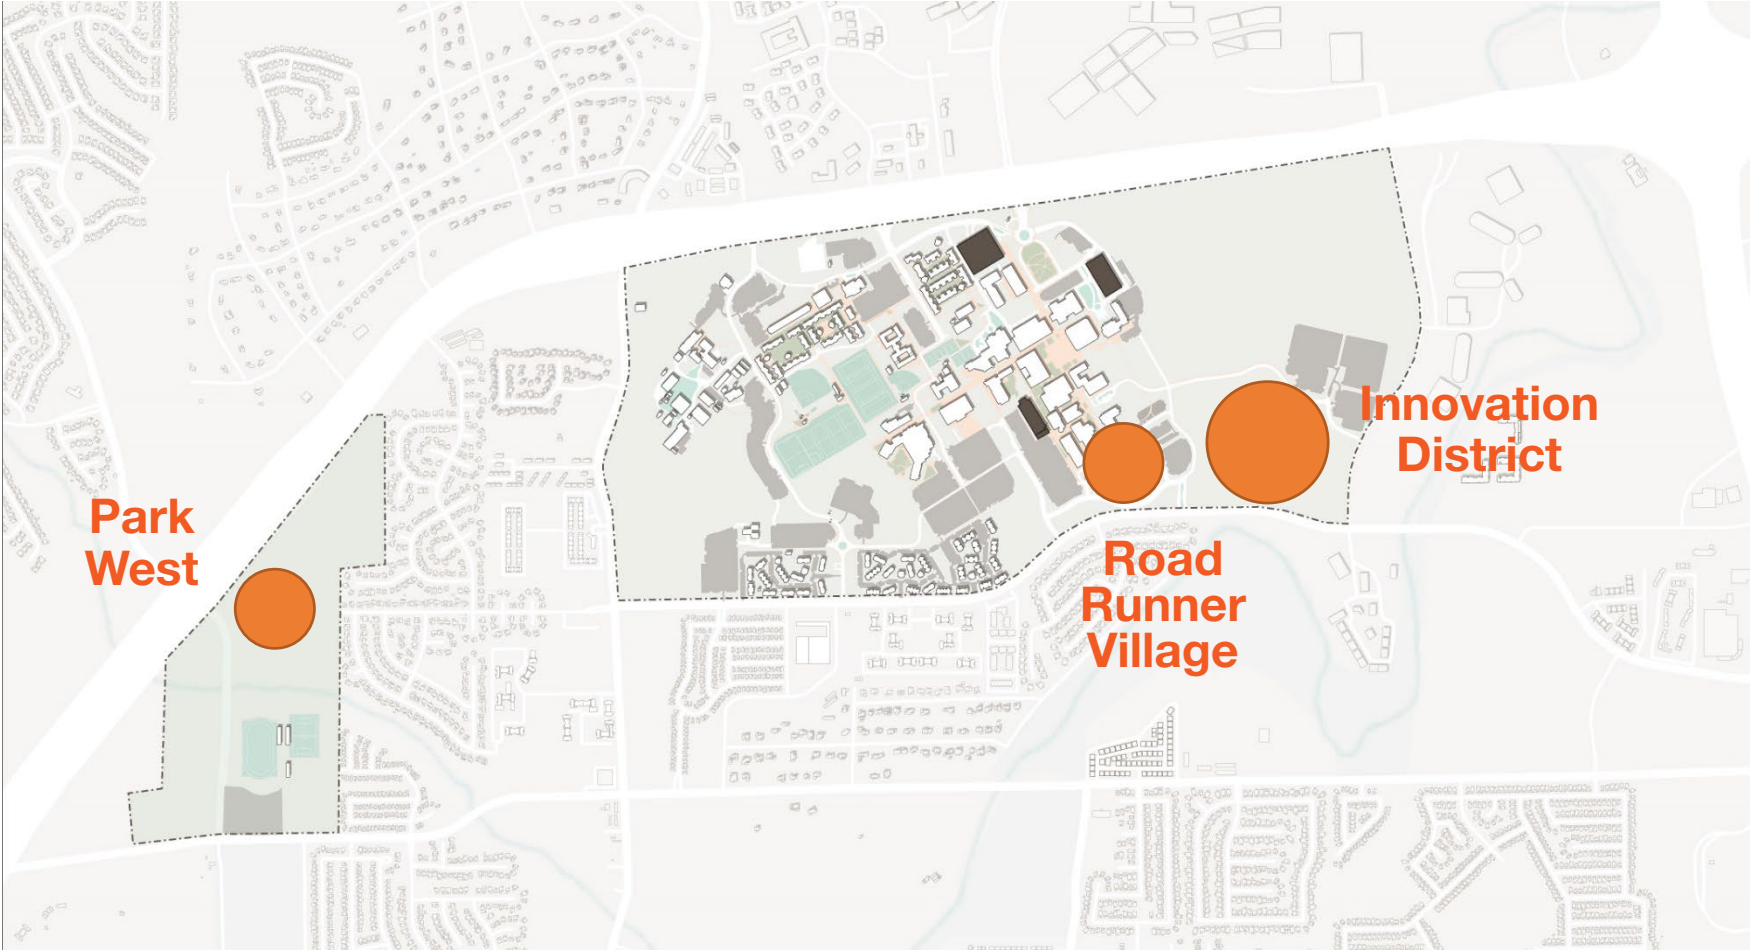 Park
West
Road
Runner
Village
Innovation
District